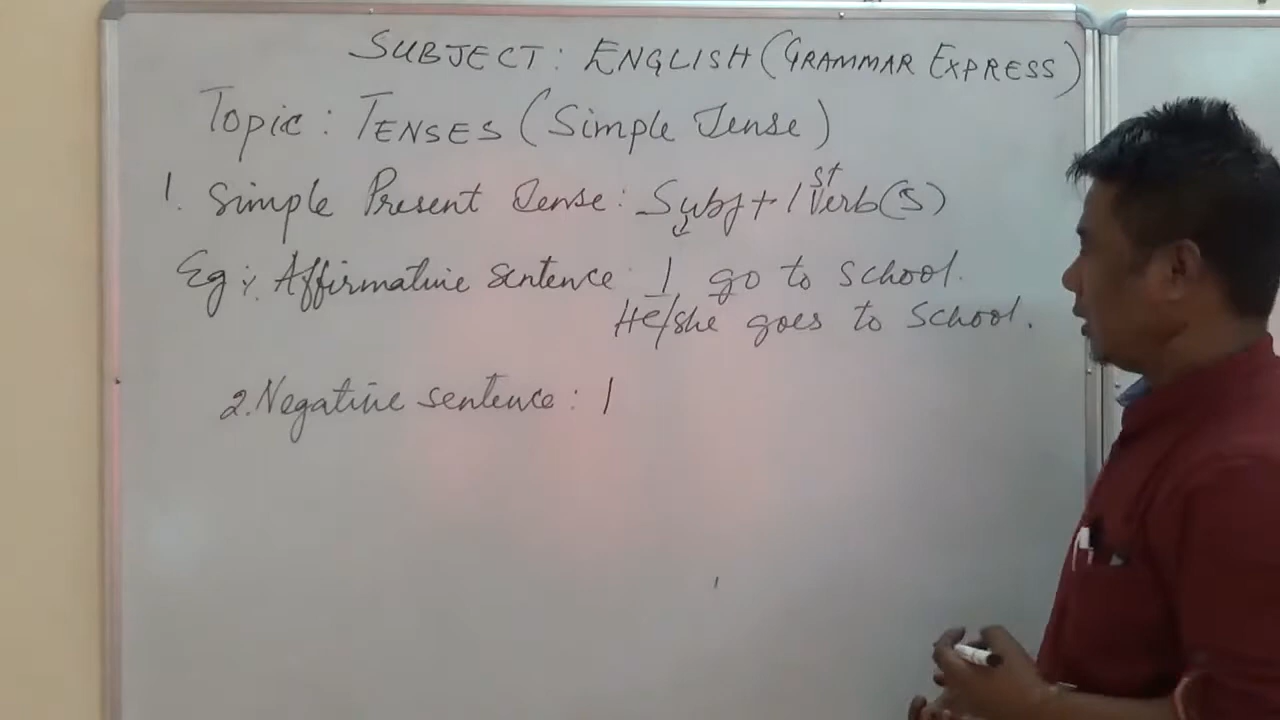 SUBJECT: ENGLISH (GRAMMAR EXPRESS)
Topic: TENSES (Simple Tense)
1. Simple Present Tense: Subj + 1st Verb(s)
Eg: Affirmative sentence: I go to school.
He/she goes to school.
2. Negative sentence: I